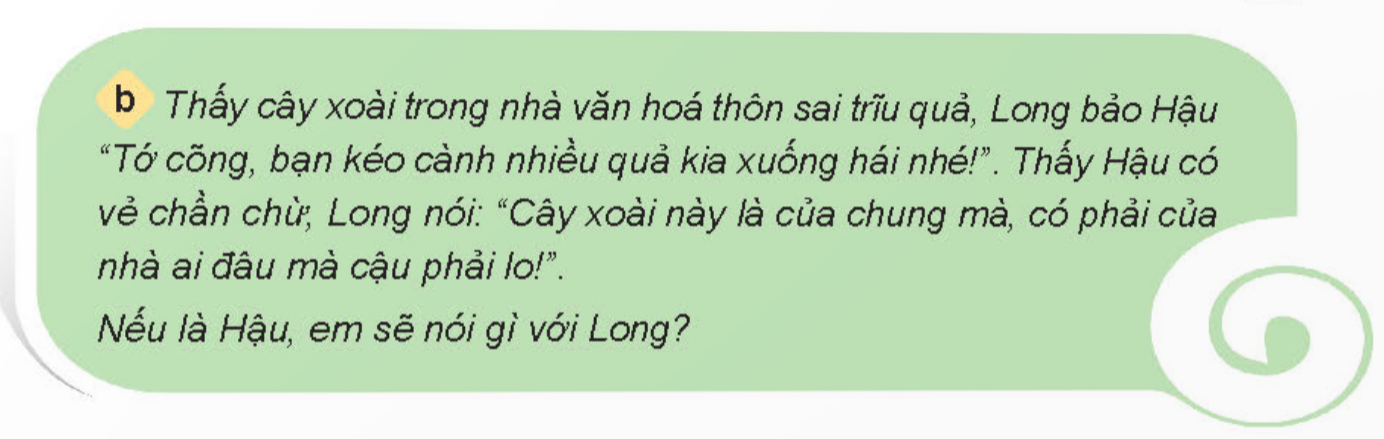 b Thấy cây xoài trong nhà văn hoá thôn sai trĩu quả, Long bảo Hậu
“Tớ cõng, bạn kéo cành nhiều quả kia xuống hái nhé!”. Thấy Hậu có
vẻ chần chừ, Long nói: “Cây xoài này là của chung mà, có phải của
nhà ai đâu mà cậu phải lo!”.
Nếu là Hậu, em sẽ nói gì với Long?